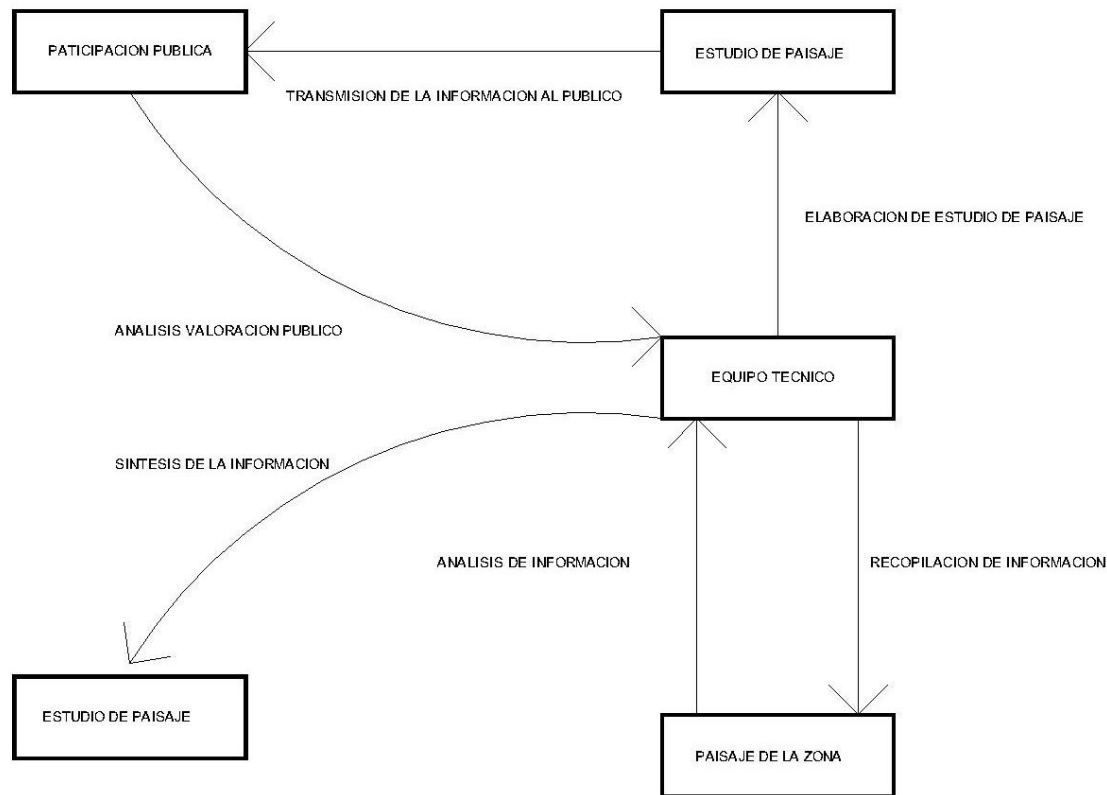 PATICIPACION PUBLICA
ESTUDIO DE PAISAJE
TRANSMISION DE LA INFORMACION AL PUBLICO
ELABORACION DE ESTUDIO DE PAISAJE
ANALISIS VALORACION PÚBLICO
EQUIPO TECNICO
SINTESIS DE LA INFORMACION
ANALISIS DE INFORMACION
RECOPILACION DE INFORMACION
ESTUDIO DE PAISAJE
PAISAJE DE LA ZONA